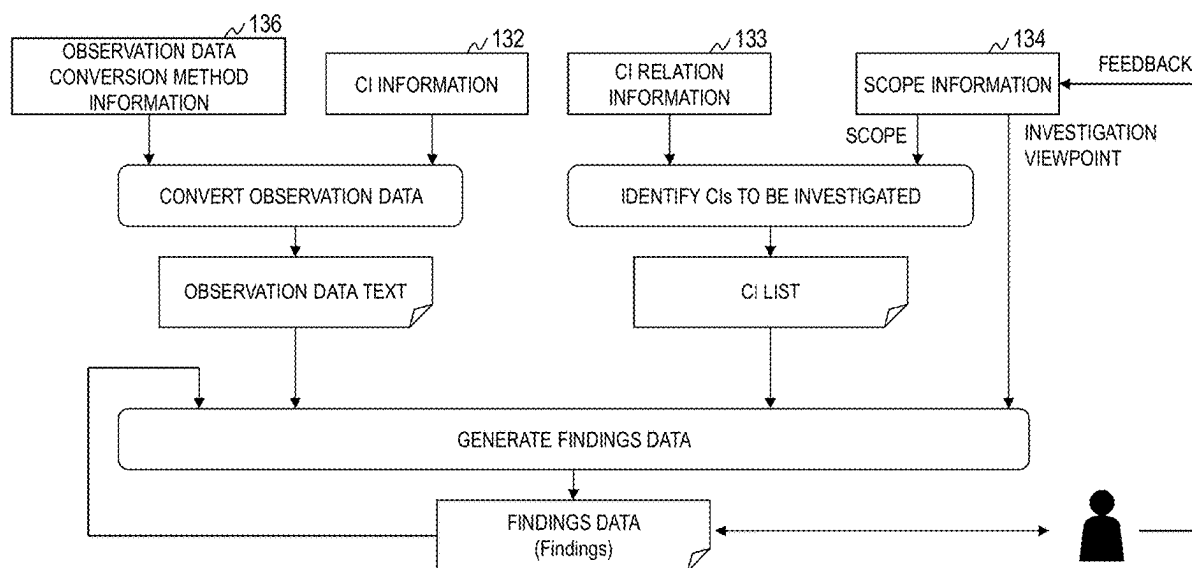 136
OBSERVATION DATA
CONVERSION METHOD
INFORMATION
132
CI INFORMATION
133
CI RELATION
INFORMATION
134
SCOPE INFORMATION
FEEDBACK
SCOPE
INVESTIGATION
VIEWPOINT
CONVERT OBSERVATION DATA
IDENTIFY CIs TO BE INVESTIGATED
OBSERVATION DATA TEXT
CI LIST
GENERATE FINDINGS DATA
FINDINGS DATA
(Findings)